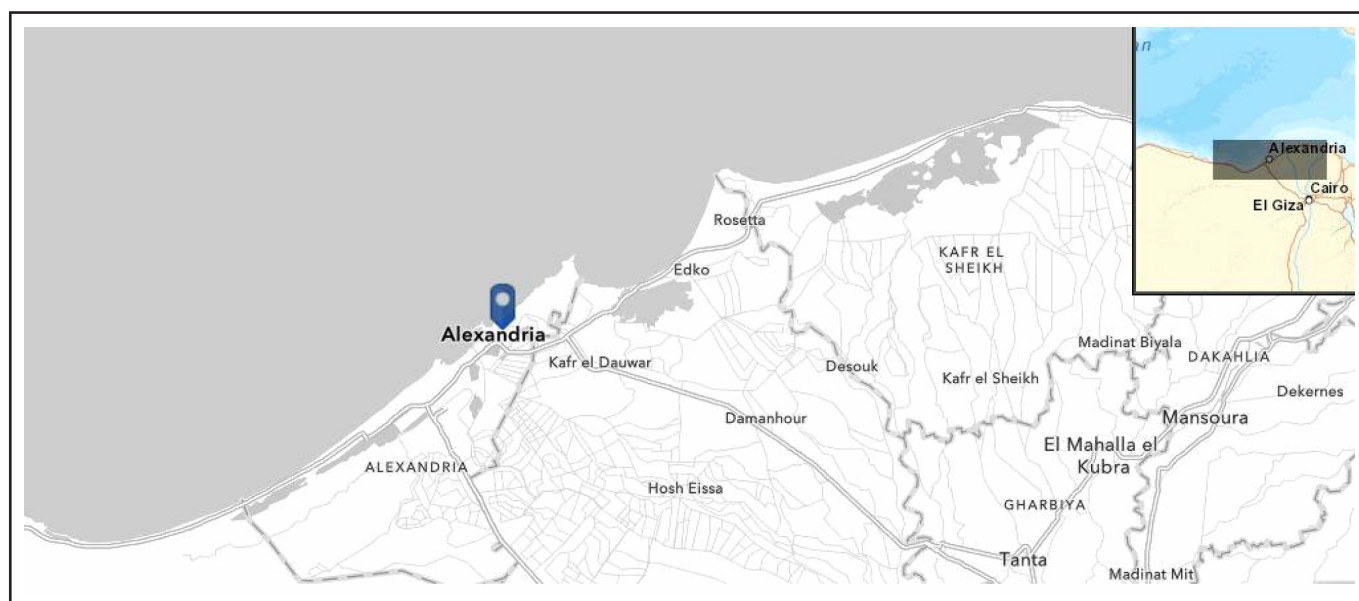 an
Alexandria
Cairo
El Giza
Rosetta
KAFR EL
SHEIKH
Edko
Alexandria
Kafr el Dauwar
Desouk
Madinat Biyala
DAKAHLIA
Kafr el Sheikh
Dekernes
Damanhour
Mansoura
El Mahalla el
Kubra
ALEXANDRIA
Hosh Eissa
GHARBIYA
Tanta
Madinat Mit